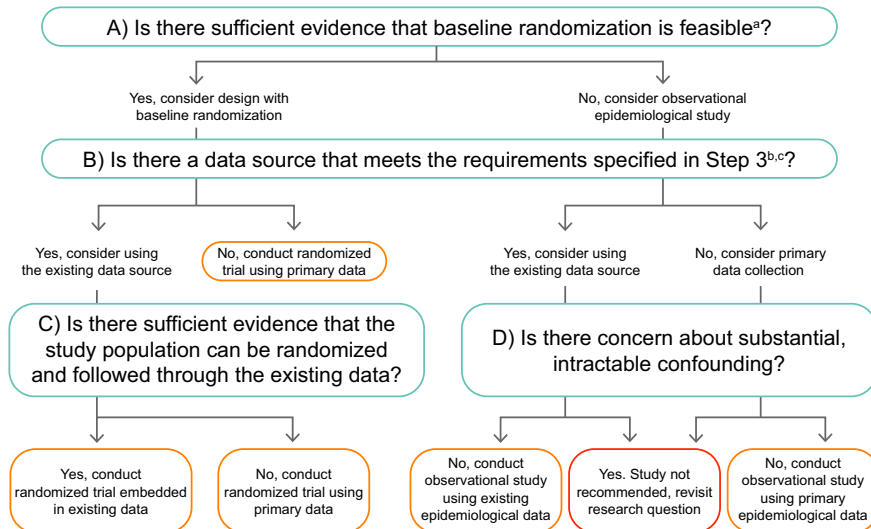 A) Is there sufficient evidence that baseline randomization is feasibleᵃ?
Yes, consider design with
baseline randomization
No, consider observational
epidemiological study
B) Is there a data source that meets the requirements specified in Step 3ᵇ,ᶜ?
Yes, consider using
the existing data source
No, conduct randomized
trial using primary data
Yes, consider using
the existing data source
No, consider primary
data collection
C) Is there sufficient evidence that the
study population can be randomized
and followed through the existing data?
D) Is there concern about substantial,
intractable confounding?
Yes, conduct
randomized trial embedded
in existing data
No, conduct
randomized trial using
primary data
No, conduct
observational study
using existing
epidemiological data
Yes. Study not
recommended, revisit
research question
No, conduct
observational study
using primary
epidemiological data